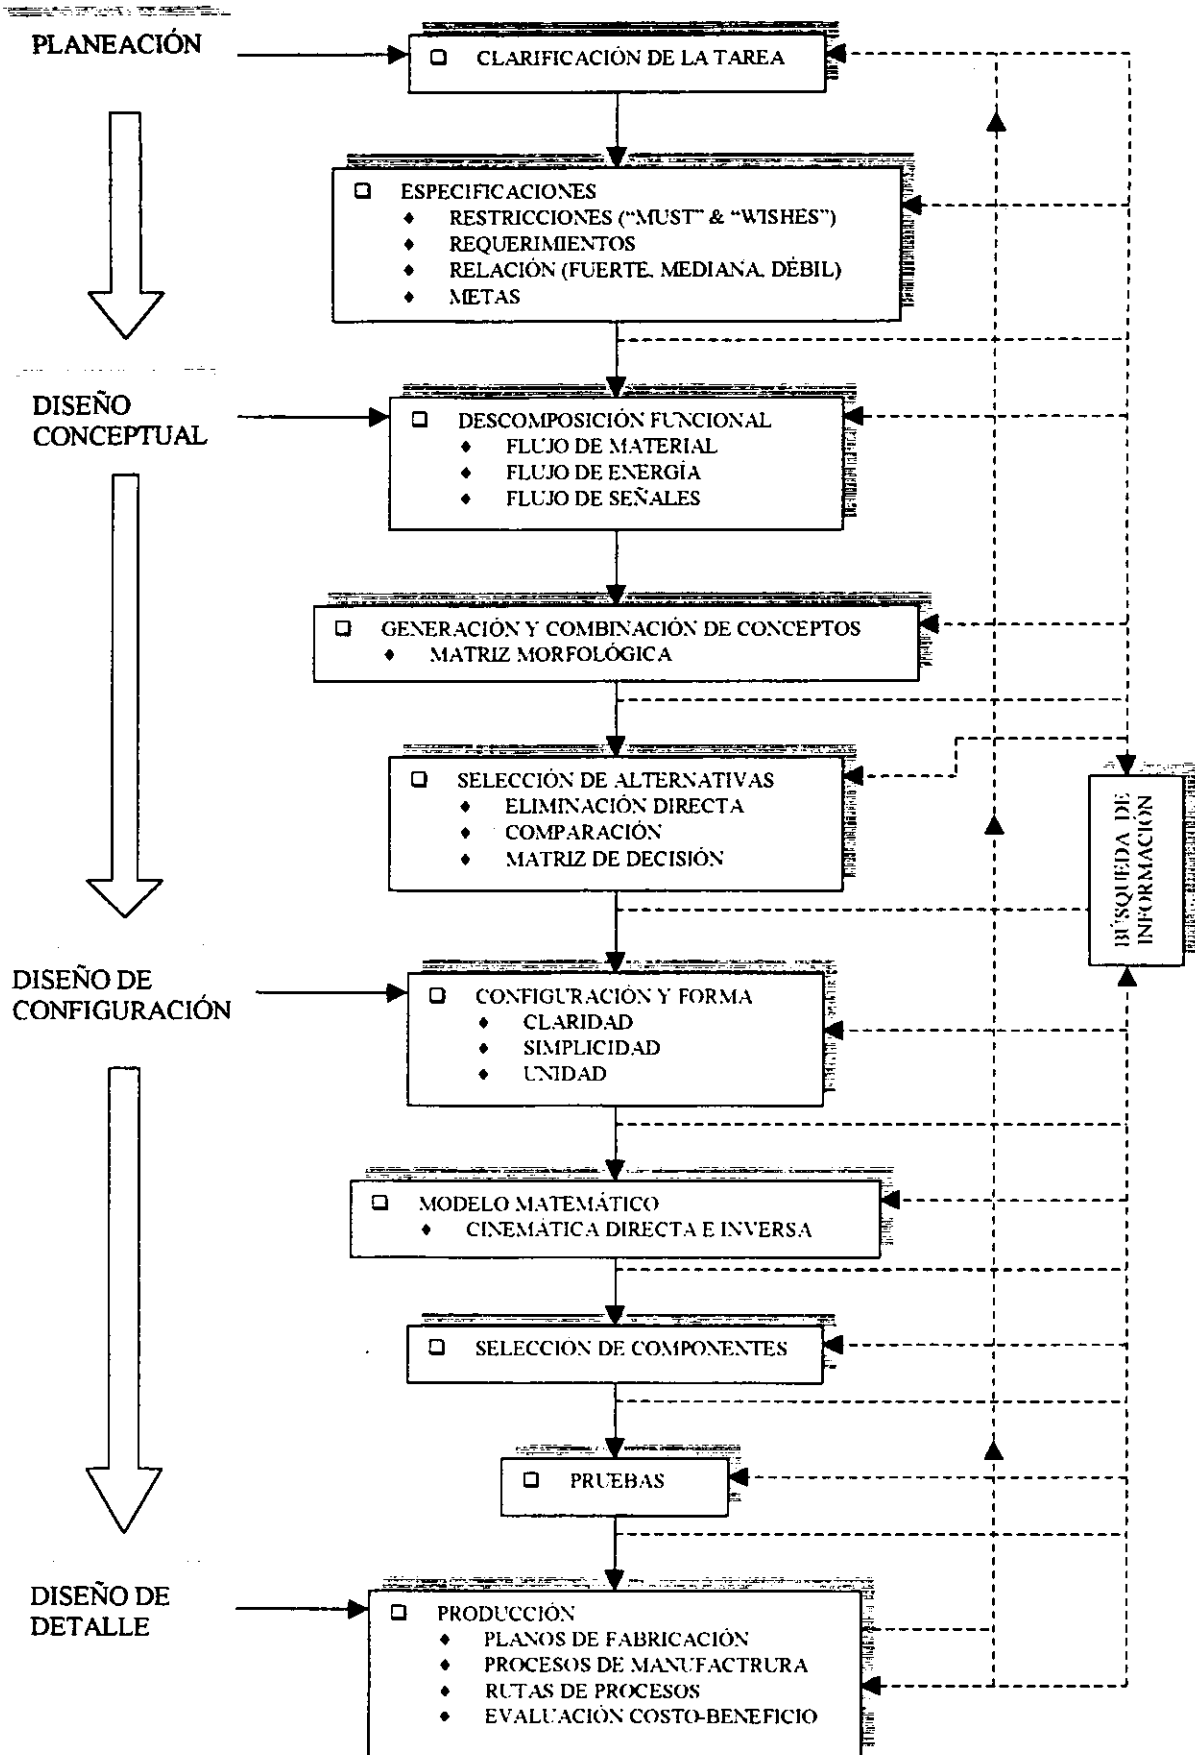 PLANEACIÓN
CLARIFICACIÓN DE LA TAREA
ESPECIFICACIONES
RESTRICCIONES ("MUST" & "WISHES")
REQUERIMIENTOS
RELACIÓN (FUERTE, MEDIANA, DÉBIL)
METAS
DISEÑO
CONCEPTUAL
DESCOMPOSICIÓN FUNCIONAL
FLUJO DE MATERIAL
FLUJO DE ENERGÍA
FLUJO DE SEÑALES
GENERACIÓN Y COMBINACIÓN DE CONCEPTOS
MATRIZ MORFOLÓGICA
SELECCIÓN DE ALTERNATIVAS
ELIMINACIÓN DIRECTA
COMPARACIÓN
MATRIZ DE DECISIÓN
BÚSQUEDA DE
INFORMACIÓN
DISEÑO DE
CONFIGURACIÓN
CONFIGURACIÓN Y FORMA
CLARIDAD
SIMPLICIDAD
UNIDAD
MODELO MATEMÁTICO
CINEMÁTICA DIRECTA E INVERSA
SELECCIÓN DE COMPONENTES
PRUEBAS
DISEÑO DE
DETALLE
PRODUCCIÓN
PLANOS DE FABRICACIÓN
PROCESOS DE MANUFACTRURA
RUTAS DE PROCESOS
EVALUACIÓN COSTO-BENEFICIO